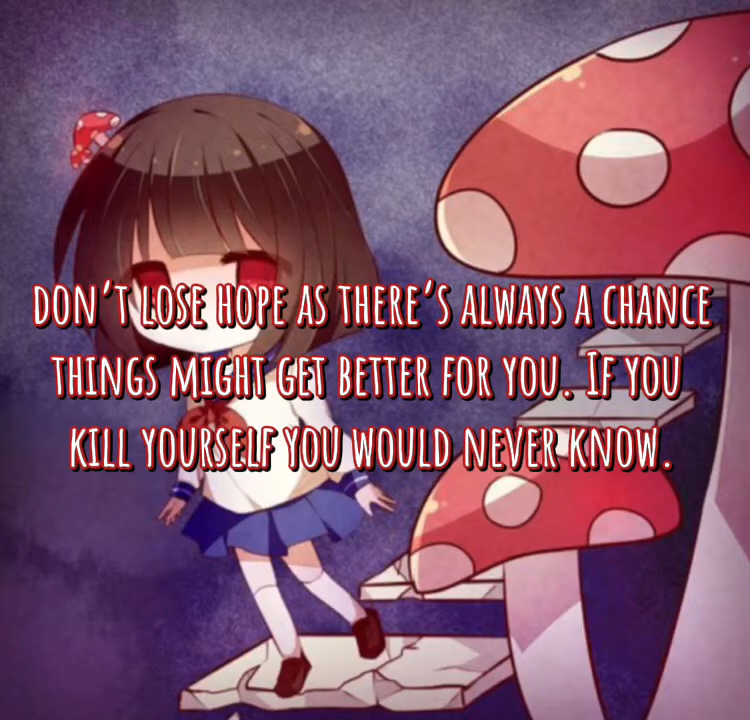 DON'T LOSE HOPE AS THERE'S ALWAYS A CHANCE
THINGS MIGHT GET BETTER FOR YOU. IF YOU
KILL YOURSELF YOU WOULD NEVER KNOW.